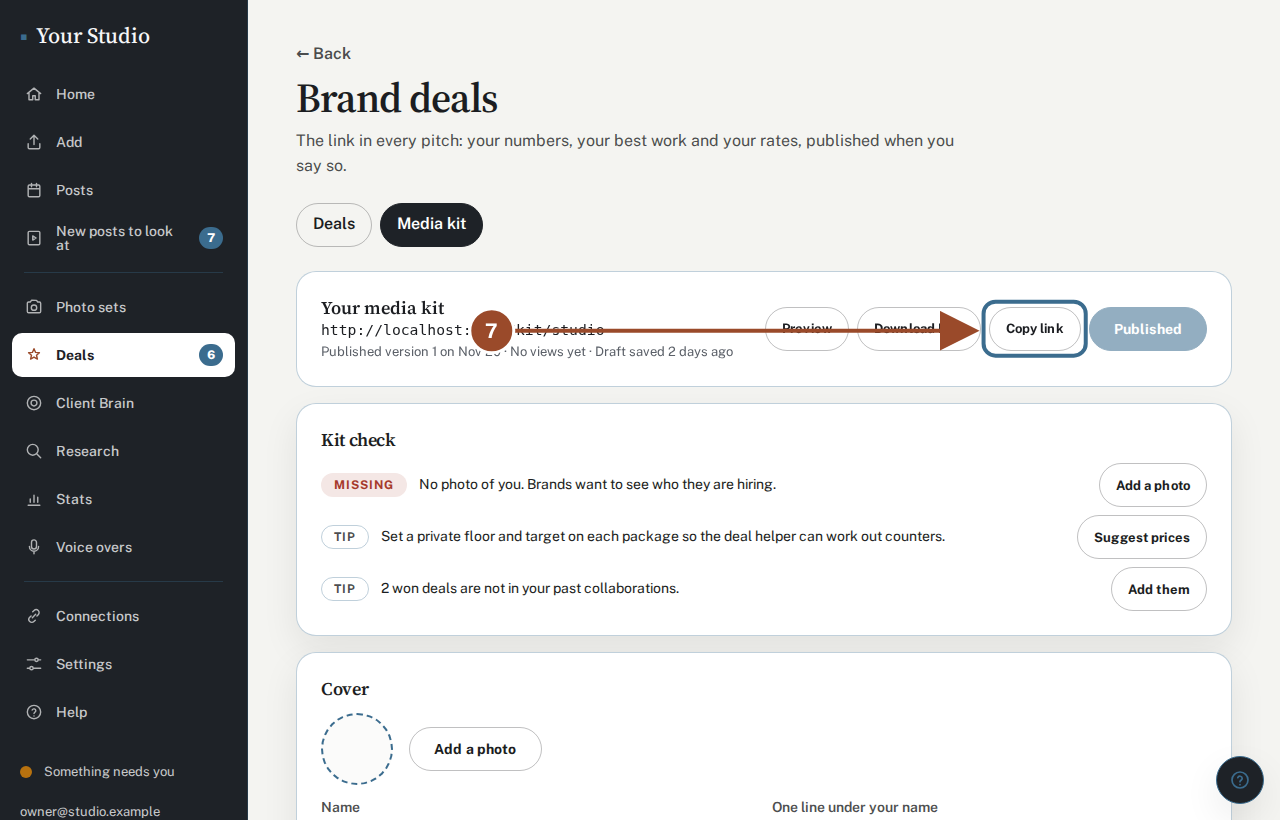 Your Studio
Home
Add
Posts
New posts to look at
7
Photo sets
Deals
6
Client Brain
Research
Stats
Voice overs
Connections
Settings
Help
Something needs you
owner@studio.example
← Back
Brand deals
The link in every pitch: your numbers, your best work and your rates, published when you
say so.
Deals
Media kit
Your media kit
http://localhost:
7
kit/studio
Published version 1 on Nov
· No views yet · Draft saved 2 days ago
Preview
Download
Copy link
Published
Kit check
MISSING
No photo of you. Brands want to see who they are hiring.
Add a photo
TIP
Set a private floor and target on each package so the deal helper can work out counters.
Suggest prices
TIP
2 won deals are not in your past collaborations.
Add them
Cover
Add a photo
Name
One line under your name